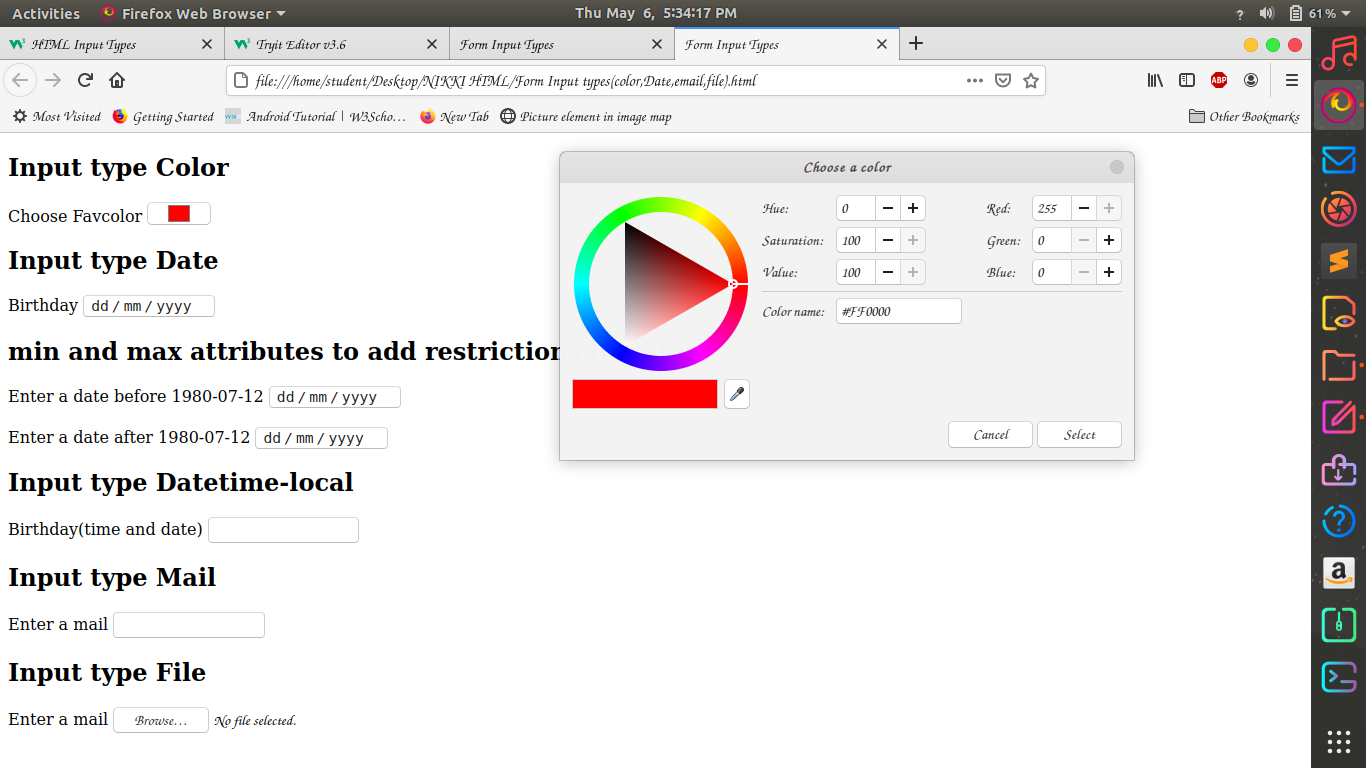 Activities Firefox Web Browser Thu May 6, 5:34:17 PM ? 61%
HTML Input Types Tryit Editor v3.6 Form Input Types Form Input Types
file:///home/student/Desktop/NIKKI HTML/Form Input types(color,Date,email,file).html ABP
Most Visited Getting Started Android Tutorial | W3Scho... New Tab Picture element in image map Other Bookmarks
Input type Color
Choose Favcolor
Input type Date
Birthday dd / mm / yyyy
min and max attributes to add restriction
Enter a date before 1980-07-12 dd / mm / yyyy
Enter a date after 1980-07-12 dd / mm / yyyy
Input type Datetime-local
Birthday(time and date)
Input type Mail
Enter a mail
Input type File
Enter a mail Browse... No file selected.
Choose a color
Hue: 0 Red: 255
Saturation: 100 Green: 0
Value: 100 Blue: 0
Color name: #FF0000
Cancel Select